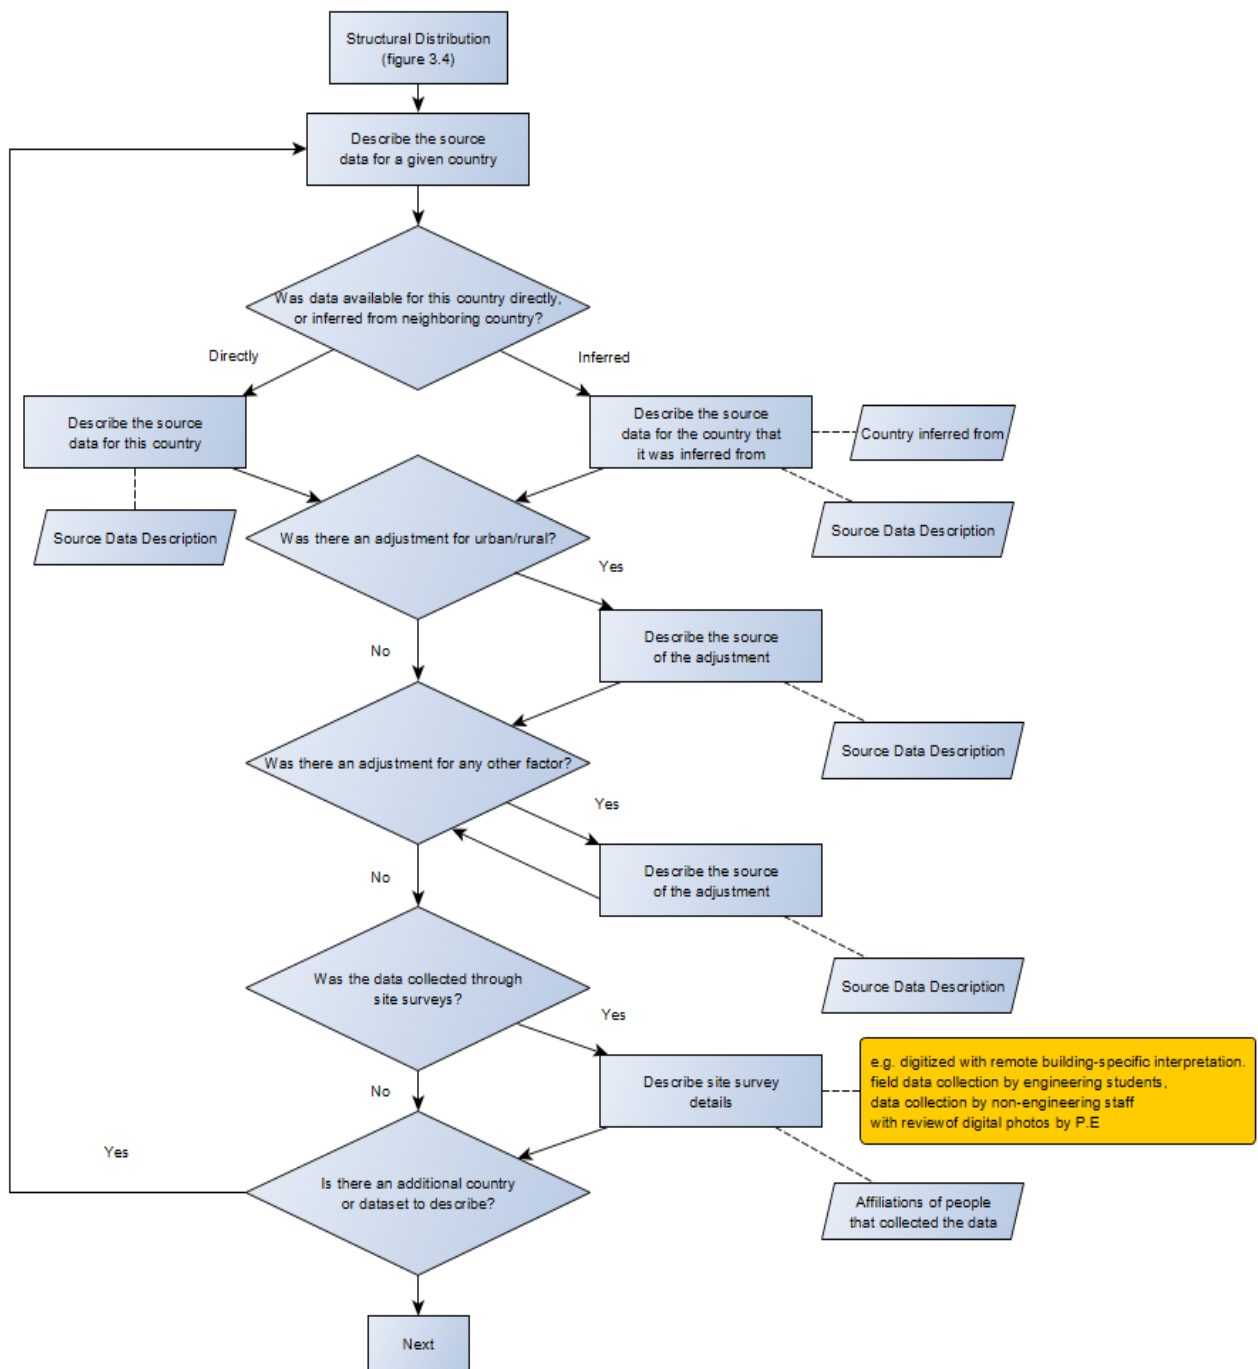 Structural Distribution
(figure 3.4)
Describe the source
data for a given country
Was data available for this country directly,
or inferred from neighboring country?
Directly
Inferred
Describe the source
data for this country
Describe the source
data for the country that
it was inferred from
Country inferred from
Source Data Description
Source Data Description
Was there an adjustment for urban/rural?
Yes
No
Describe the source
of the adjustment
Source Data Description
Was there an adjustment for any other factor?
Yes
No
Describe the source
of the adjustment
Source Data Description
Was the data collected through
site surveys?
Yes
No
Describe site survey
details
e.g. digitized with remote building-specific interpretation.
field data collection by engineering students,
data collection by non-engineering staff
with reviewof digital photos by P.E
Yes
Is there an additional country
or dataset to describe?
Affiliations of people
that collected the data
Next